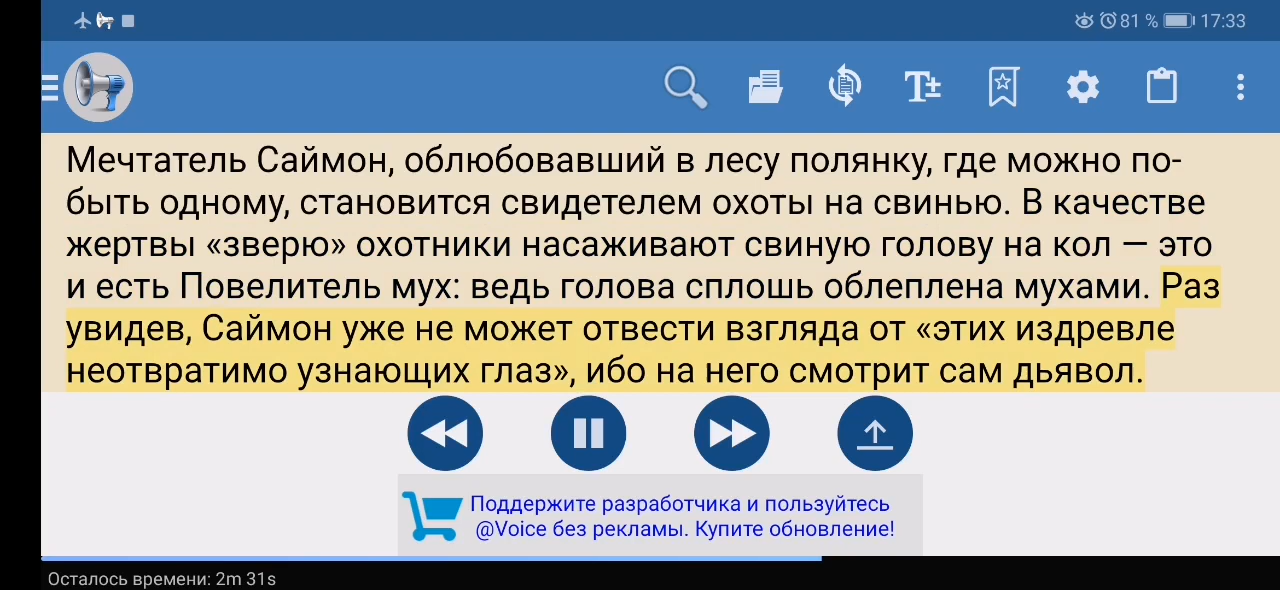 81 % 17:33
T±
Мечтатель Саймон, облюбовавший в лесу полянку, где можно по-
быть одному, становится свидетелем охоты на свинью. В качестве
жертвы «зверю» охотники насаживают свиную голову на кол — это
и есть Повелитель мух: ведь голова сплошь облеплена мухами. Раз
увидев, Саймон уже не может отвести взгляда от «этих издревле
неотвратимо узнающих глаз», ибо на него смотрит сам дьявол.
Поддержите разработчика и пользуйтесь
@Voice без рекламы. Купите обновление!
Осталось времени: 2m 31s